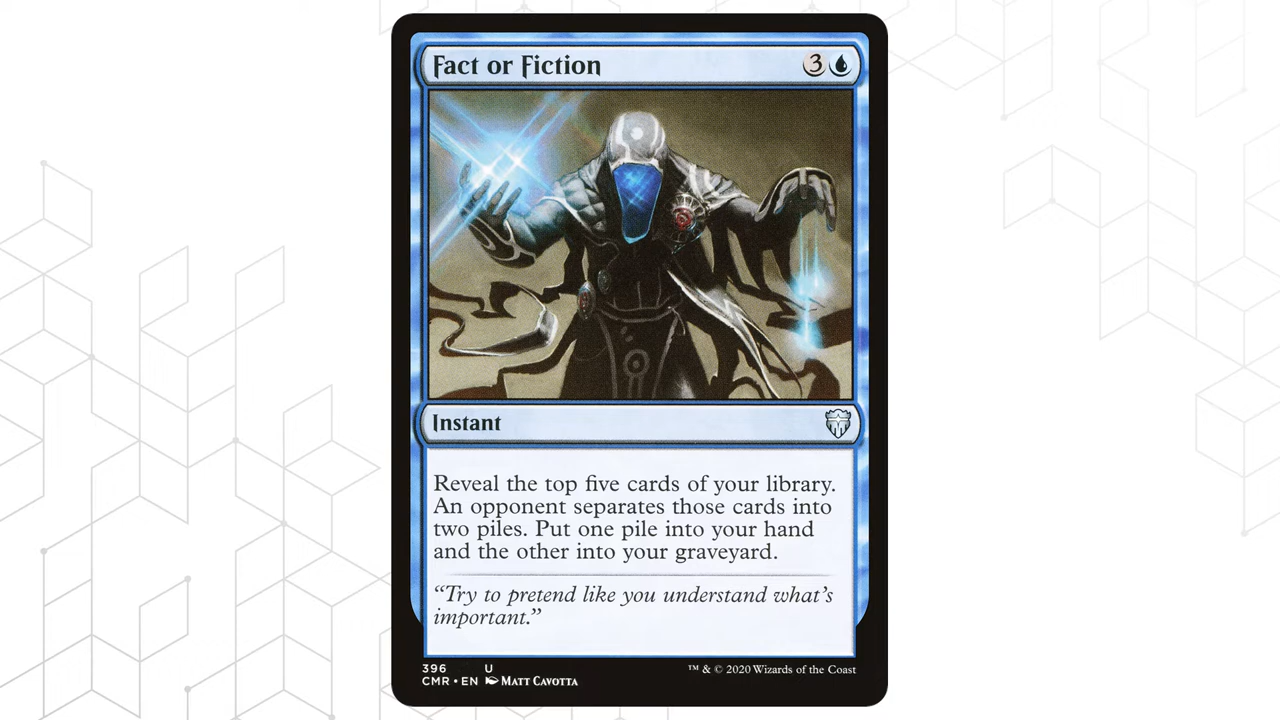 Fact or Fiction 3
Instant
Reveal the top five cards of your library.
An opponent separates those cards into
two piles. Put one pile into your hand
and the other into your graveyard.
“Try to pretend like you understand what’s
important.”
396 U
CMR • EN Matt Cavotta
™ & © 2020 Wizards of the Coast